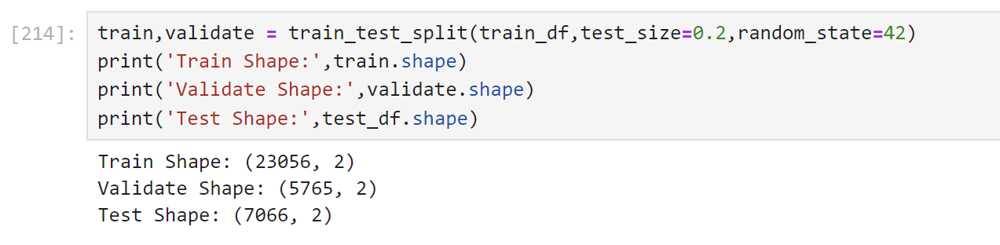 [214]: train,validate = train_test_split(train_df,test_size=0.2,random_state=42)
print('Train Shape:',train.shape)
print('Validate Shape:',validate.shape)
print('Test Shape:',test_df.shape)
Train Shape: (23056, 2)
Validate Shape: (5765, 2)
Test Shape: (7066, 2)